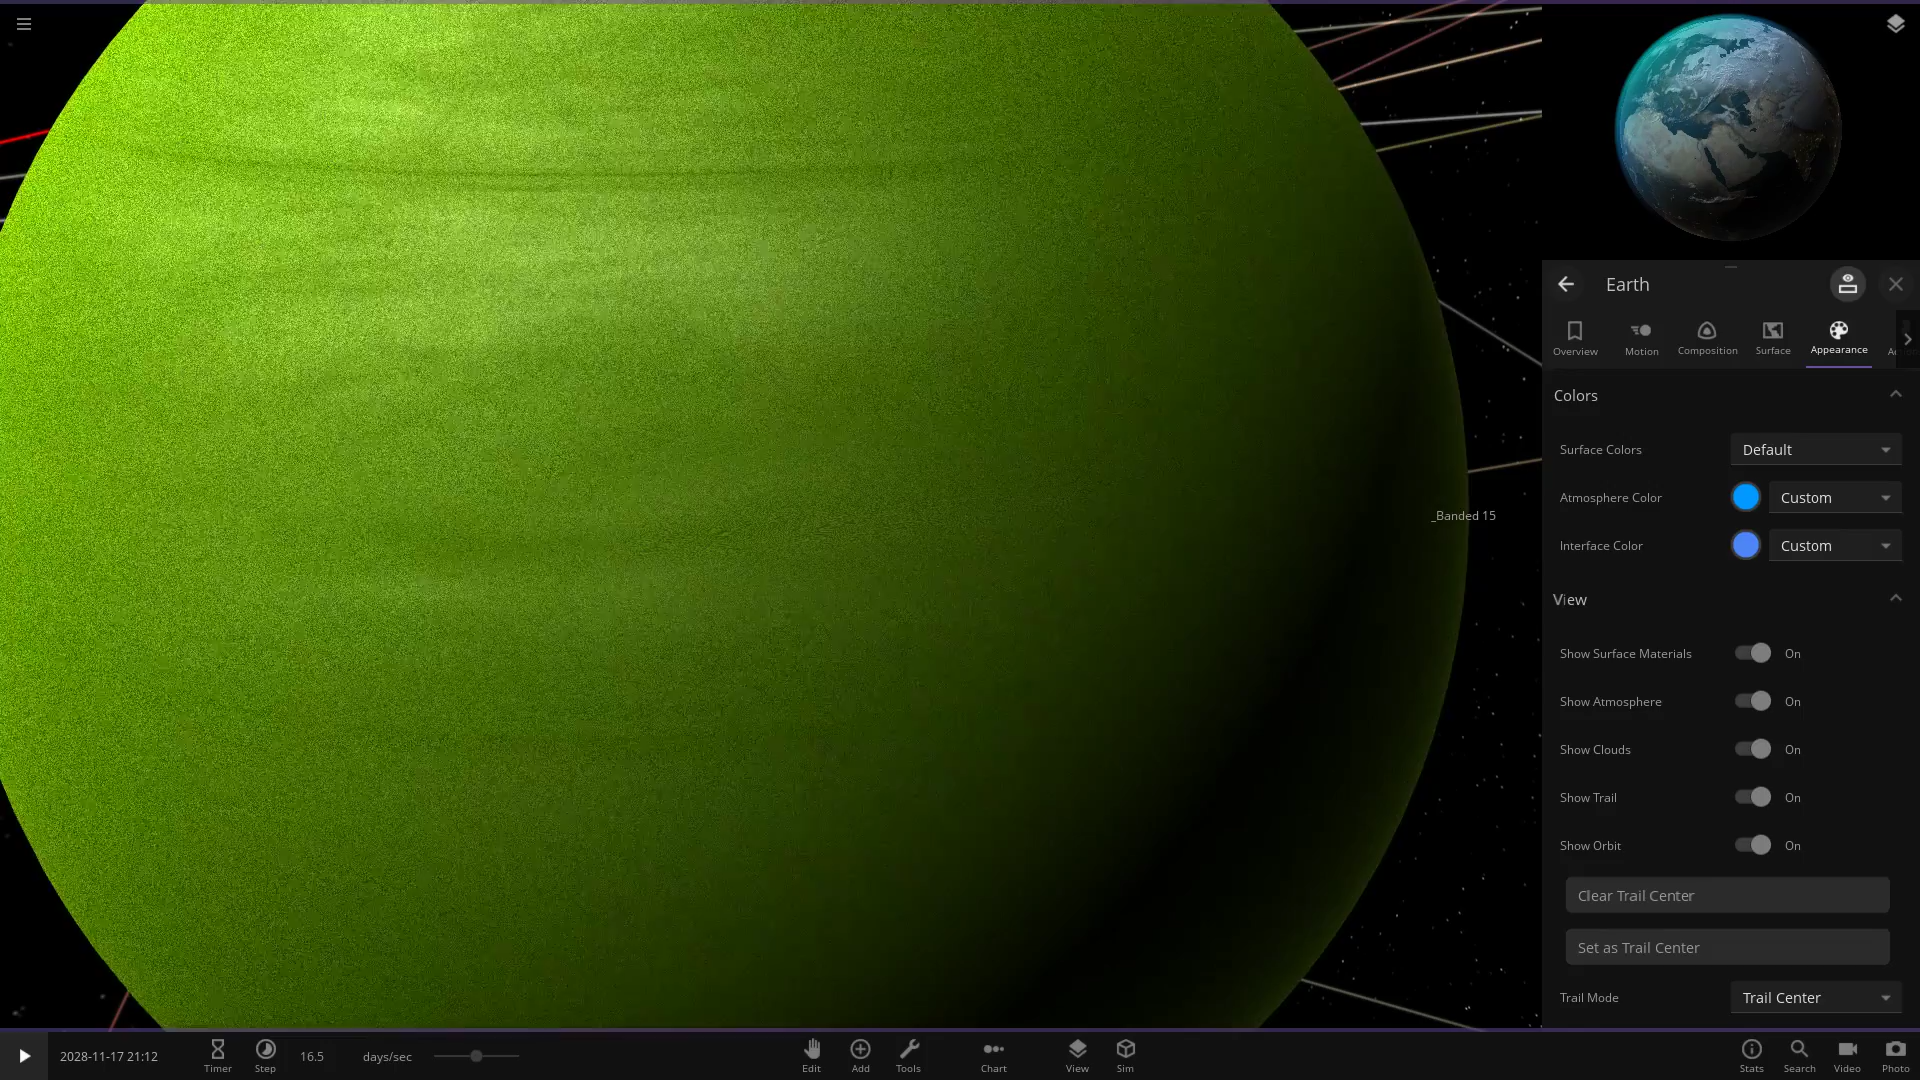 _Banded 15
Earth
Overview
Motion
Composition
Surface
Appearance
Colors
Surface Colors
Default
Atmosphere Color
Custom
Interface Color
Custom
View
Show Surface Materials
On
Show Atmosphere
On
Show Clouds
On
Show Trail
On
Show Orbit
On
Clear Trail Center
Set as Trail Center
Trail Mode
Trail Center
2028-11-17 21:12
Timer
Step
16.5
days/sec
Edit
Add
Tools
Chart
View
Sim
Stats
Search
Video
Photo